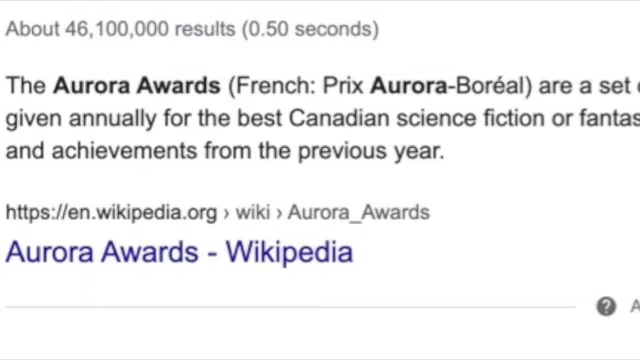 About 46,100,000 results (0.50 seconds)
The Aurora Awards (French: Prix Aurora-Boréal) are a set
given annually for the best Canadian science fiction or
and achievements from the previous year.
https://en.wikipedia.org › wiki › Aurora_Awards
Aurora Awards - Wikipedia